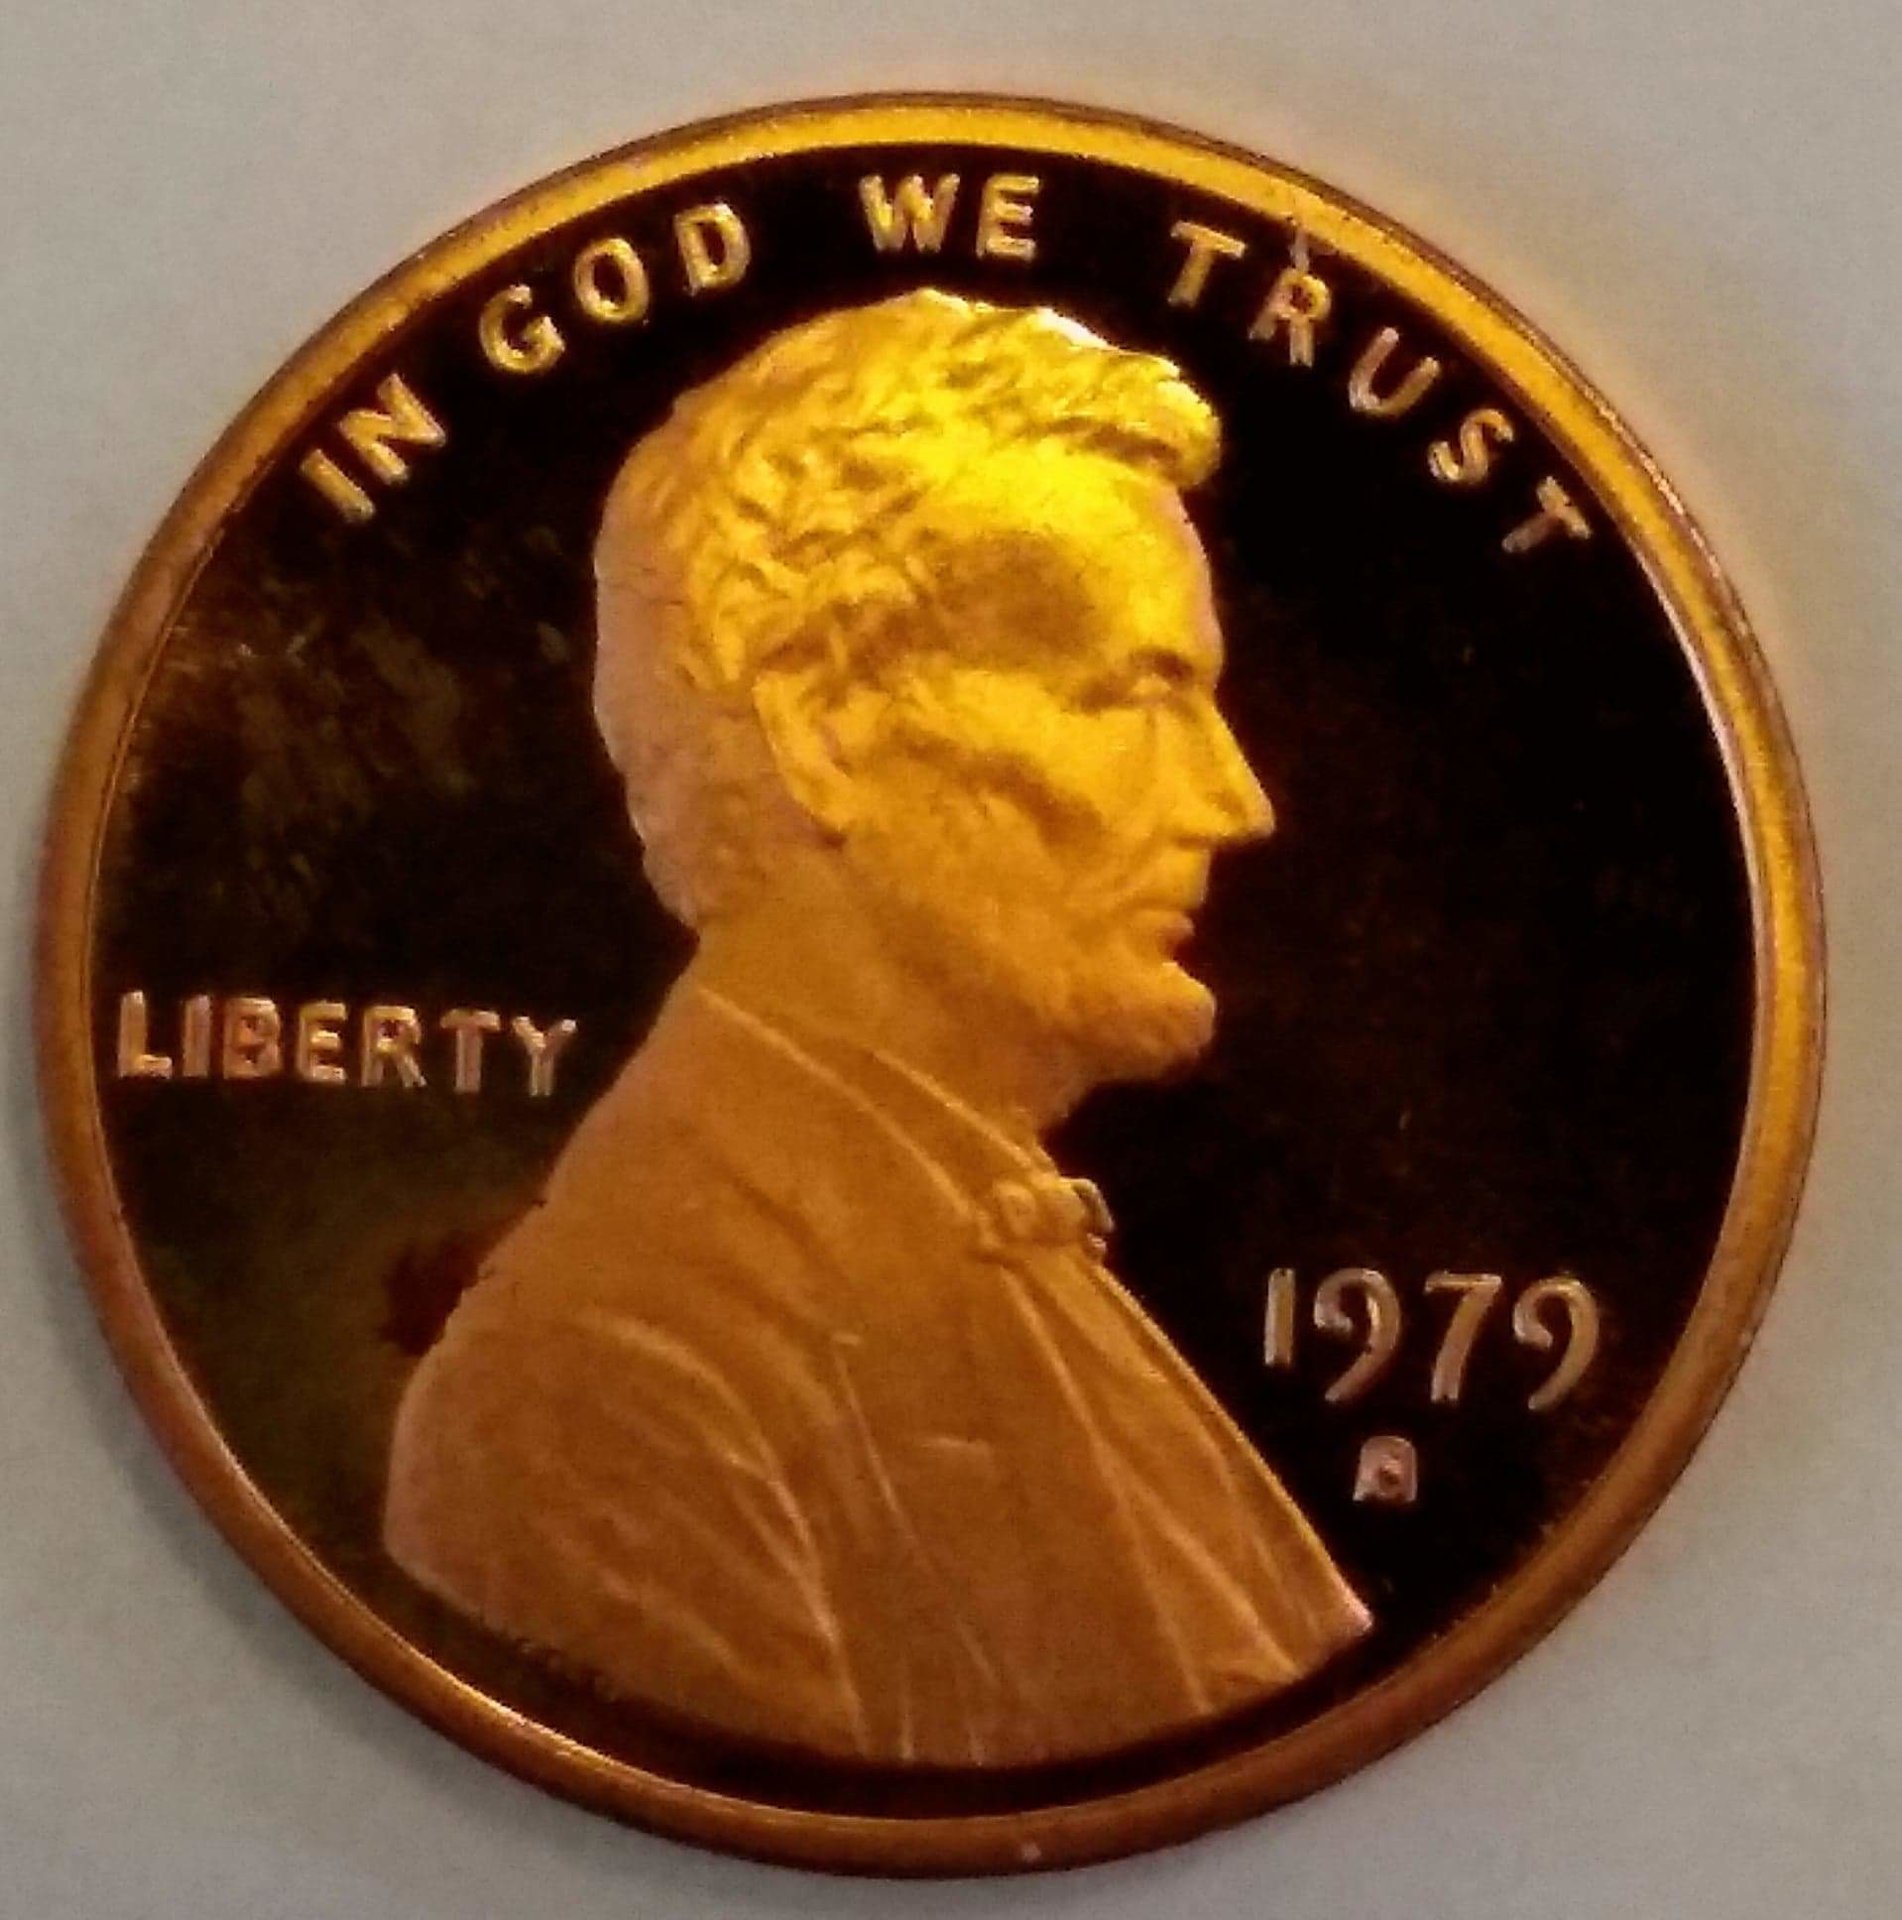 IN GOD WE TRUST
LIBERTY
1979